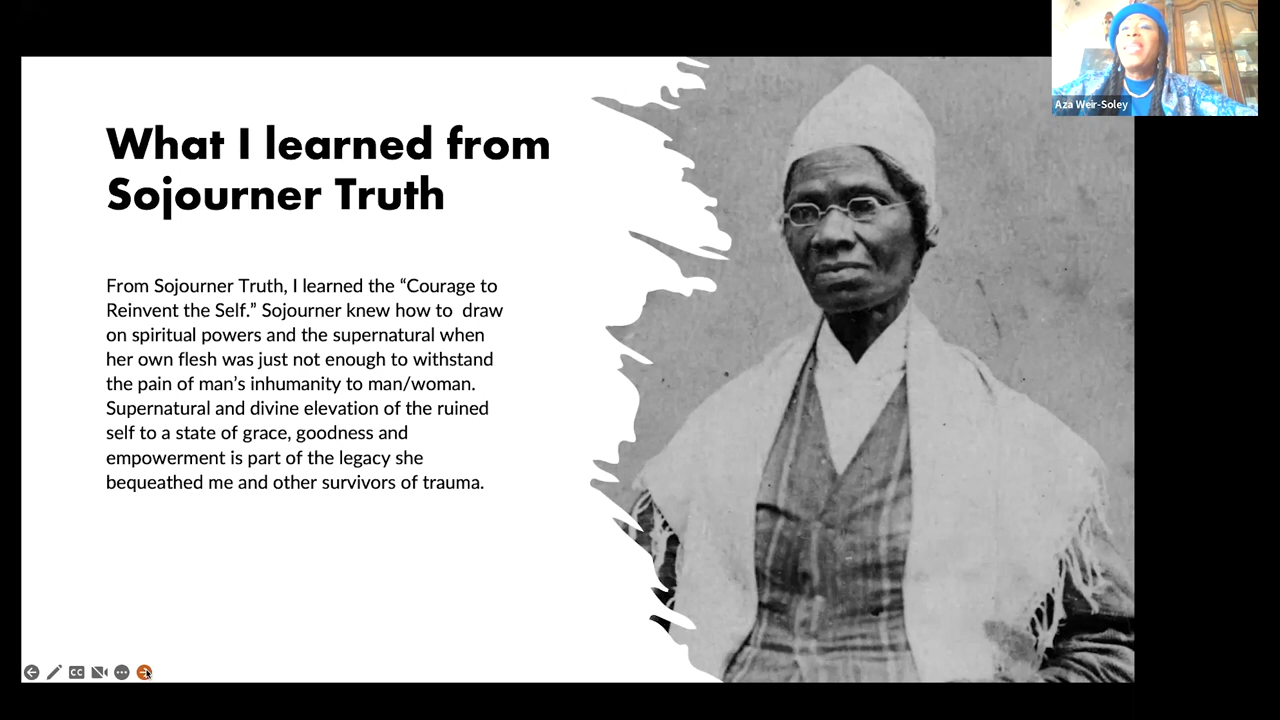 What I learned from
Sojourner Truth
From Sojourner Truth, I learned the “Courage to
Reinvent the Self.” Sojourner knew how to  draw
on spiritual powers and the supernatural when
her own flesh was just not enough to withstand
the pain of man’s inhumanity to man/woman.
Supernatural and divine elevation of the ruined
self to a state of grace, goodness and
empowerment is part of the legacy she
bequeathed me and other survivors of trauma.
Aza Weir-Soley
CC